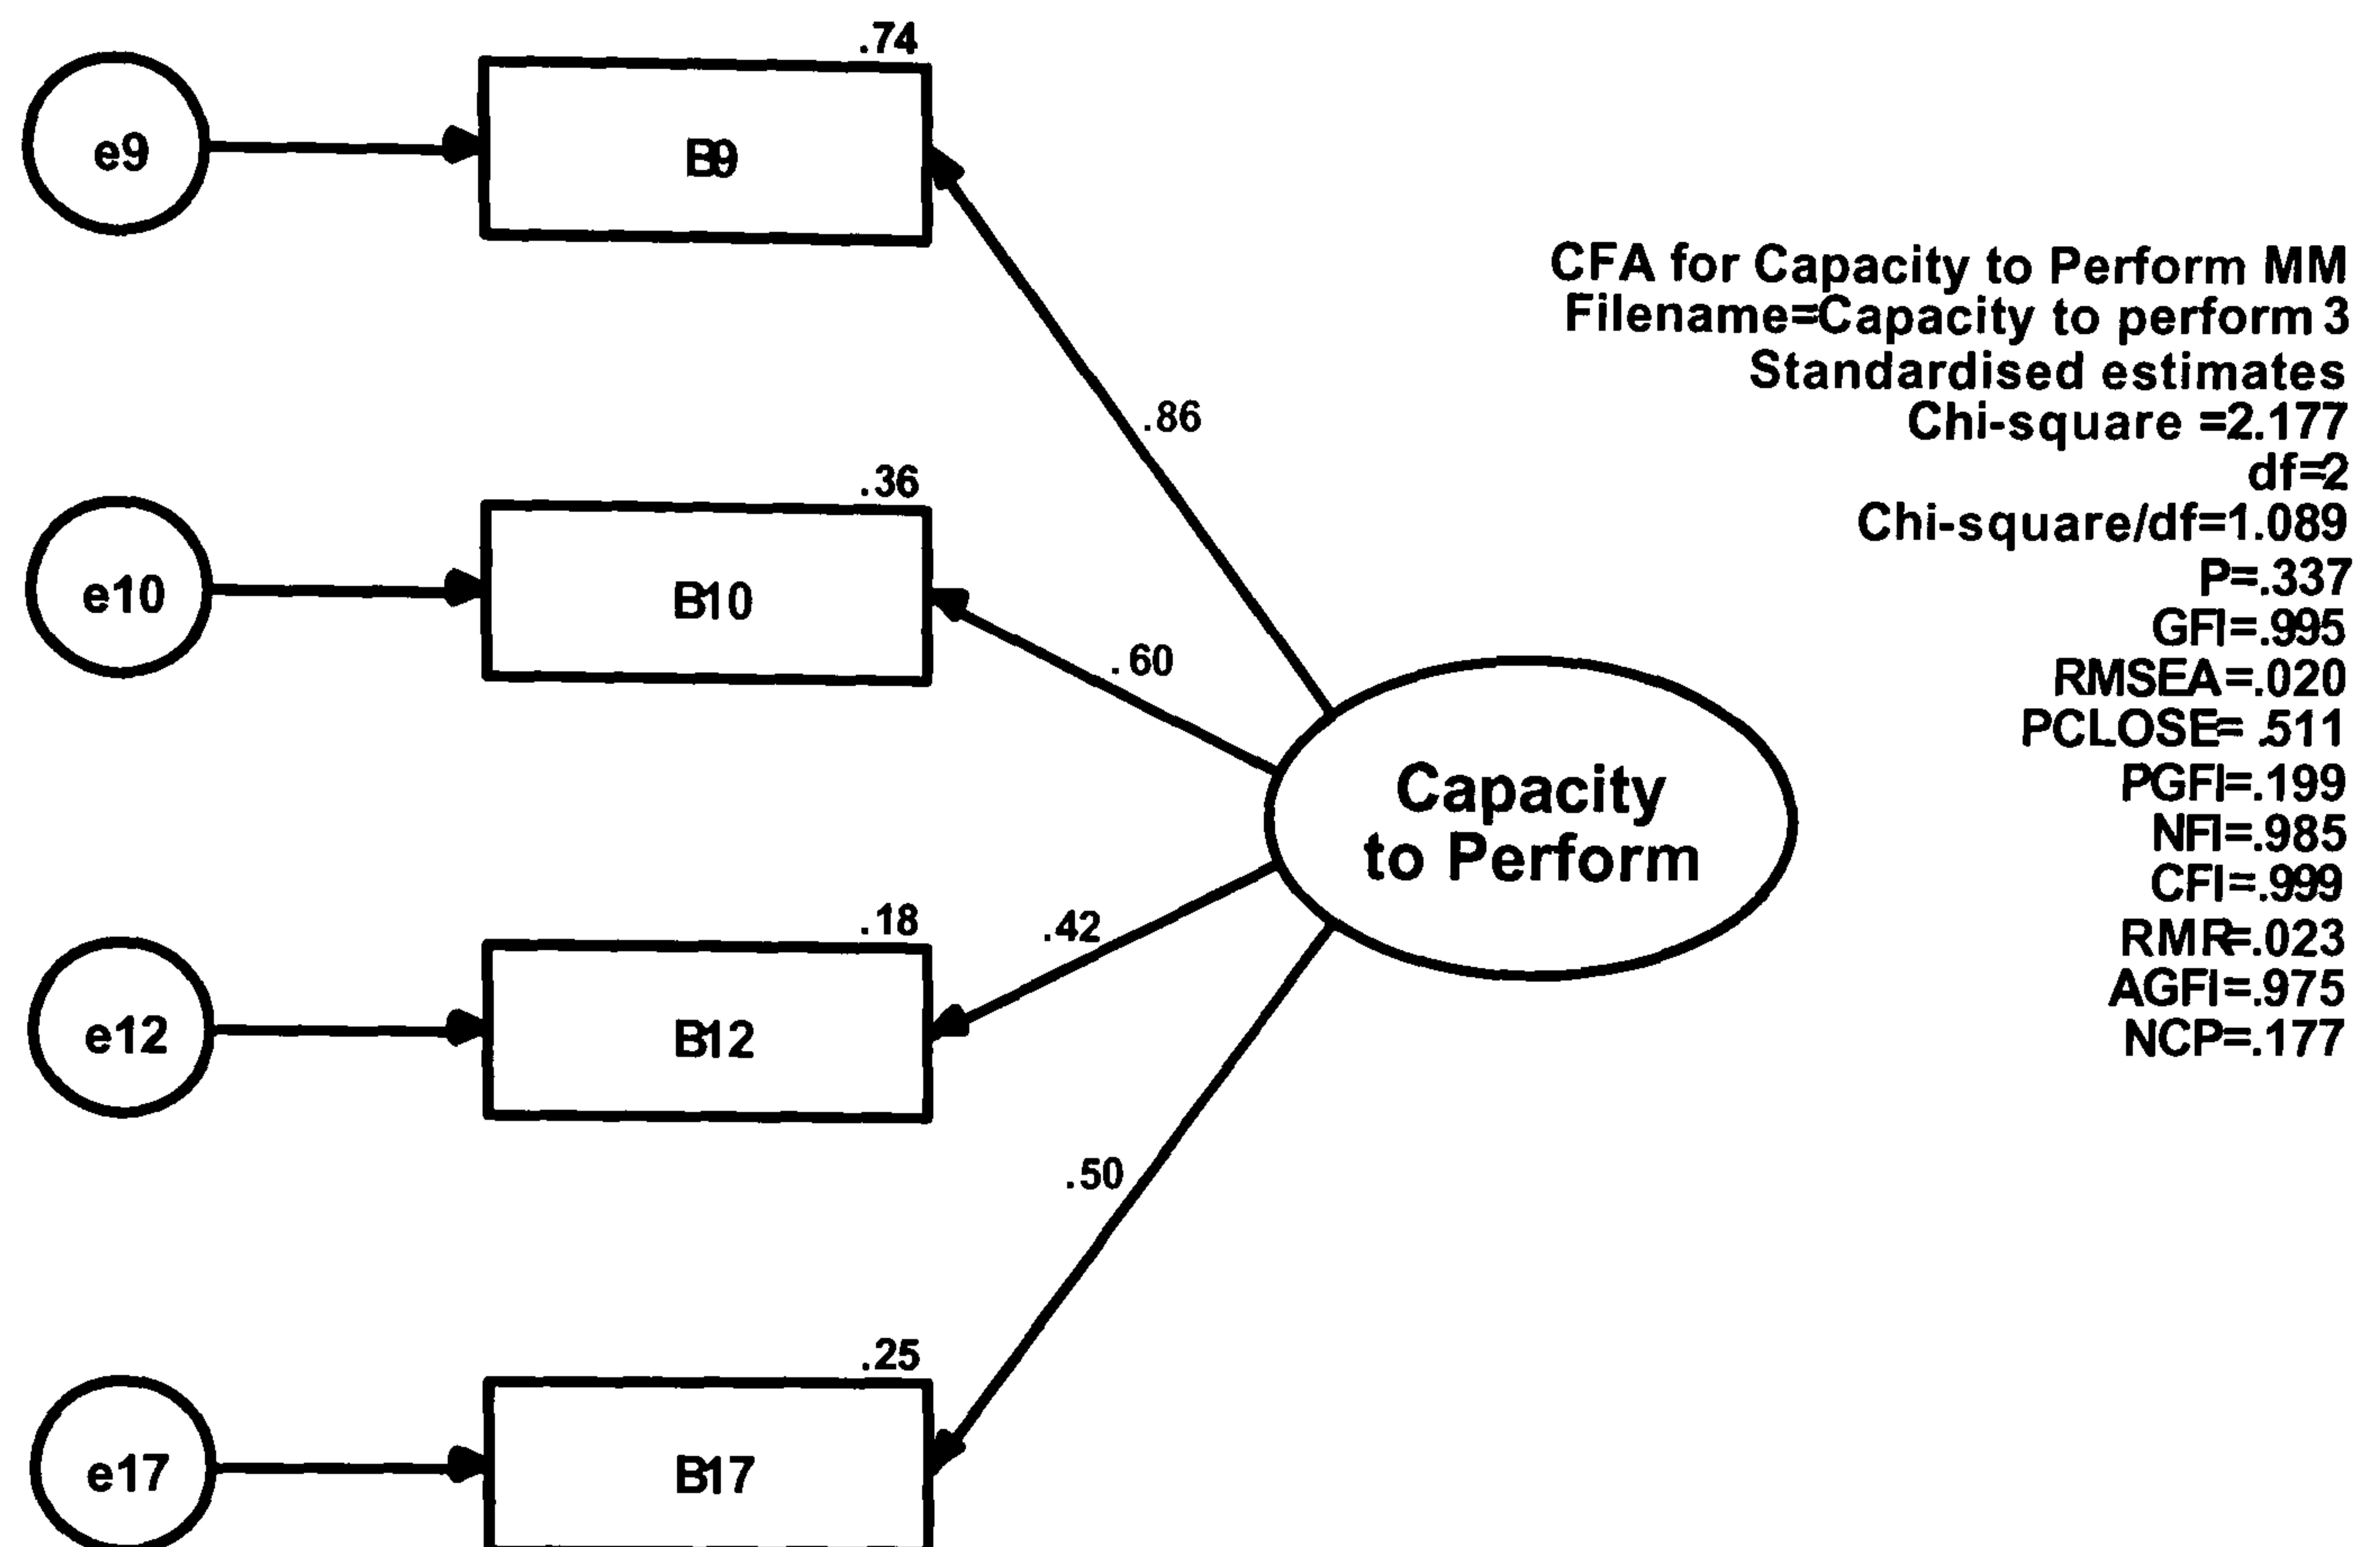 .74
e9
B9
.86
.36
e10
B10
.60
.18
e12
B12
.42
.25
e17
B17
.50
Capacity
to Perform
CFA for Capacity to Perform MM
Filename=Capacity to perform 3
Standardised estimates
Chi-square =2.177
df=2
Chi-square/df=1.089
P=.337
GFI=.995
RMSEA=.020
PCLOSE= .511
PGFI=.199
NFI=.985
CFI=.999
RMR=.023
AGFI=.975
NCP=.177